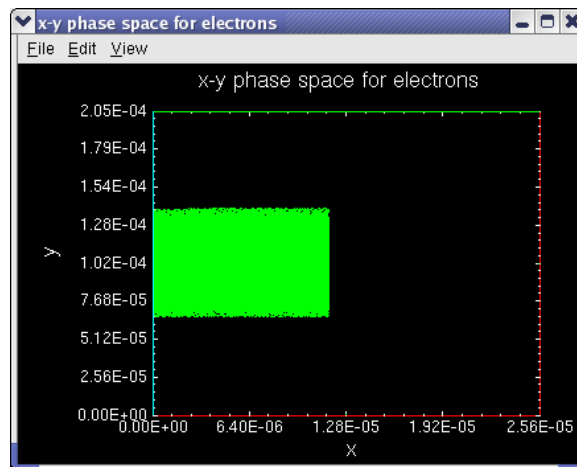 x-y phase space for electrons
File Edit View
x-y phase space for electrons
2.05E-04
1.79E-04
1.54E-04
1.28E-04
1.02E-04
7.68E-05
5.12E-05
2.56E-05
0.00E+00
y
0.00E+00 6.40E-06 1.28E-05 1.92E-05 2.56E-05
x